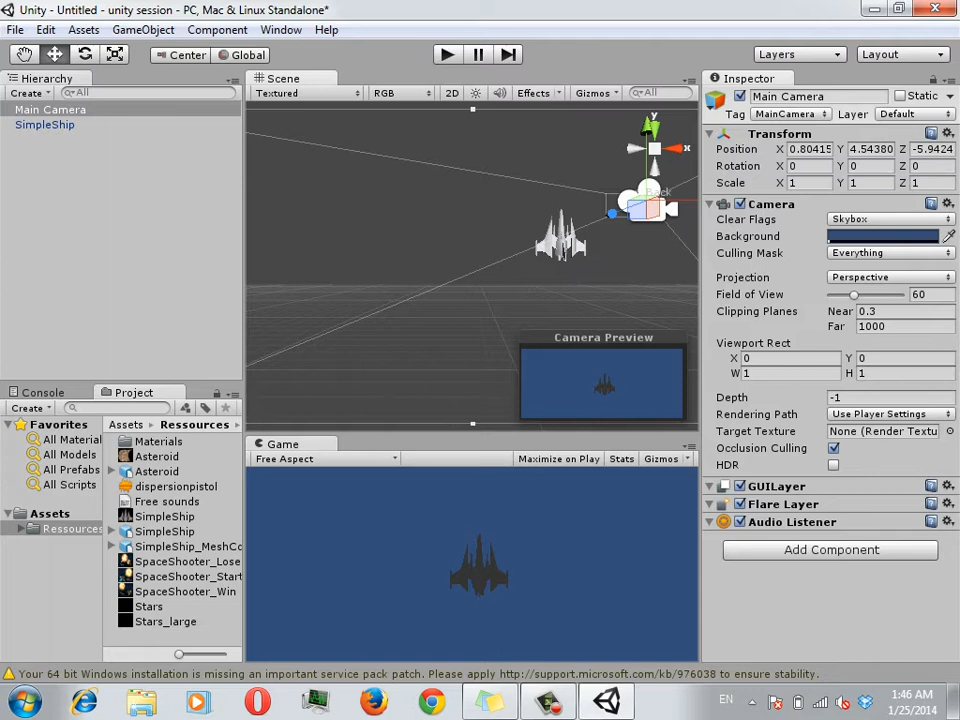 Unity - Untitled - unity session - PC, Mac & Linux Standalone*
File Edit Assets GameObject Component Window Help
Center Global Layers Layout
Hierarchy
Create All
Main Camera
SimpleShip
Scene
Textured RGB 2D Effects Gizmos All
y
x
Back
Camera Preview
Console Project
Create
Favorites
All Material
All Models
All Prefabs
All Scripts
Assets
Ressources
Assets Ressources
Materials
Asteroid
Asteroid
dispersionpistol
Free sounds
SimpleShip
SimpleShip
SimpleShip_MeshCo
SpaceShooter_Lose
SpaceShooter_Start
SpaceShooter_Win
Stars
Stars_large
Game
Free Aspect Maximize on Play Stats Gizmos
Inspector
Main Camera Static
Tag MainCamera Layer Default
Transform
Position X 0.80415 Y 4.54380 Z -5.9424
Rotation X 0 Y 0 Z 0
Scale X 1 Y 1 Z 1
Camera
Clear Flags Skybox
Background
Culling Mask Everything
Projection Perspective
Field of View 60
Clipping Planes Near 0.3
Far 1000
Viewport Rect
X 0 Y 0
W 1 H 1
Depth -1
Rendering Path Use Player Settings
Target Texture None (Render Textu
Occlusion Culling
HDR
GUILayer
Flare Layer
Audio Listener
Add Component
Your 64 bit Windows installation is missing an important service pack patch. Please apply http://support.microsoft.com/kb/976038 to ensure stability.
EN
1:46 AM
1/25/2014